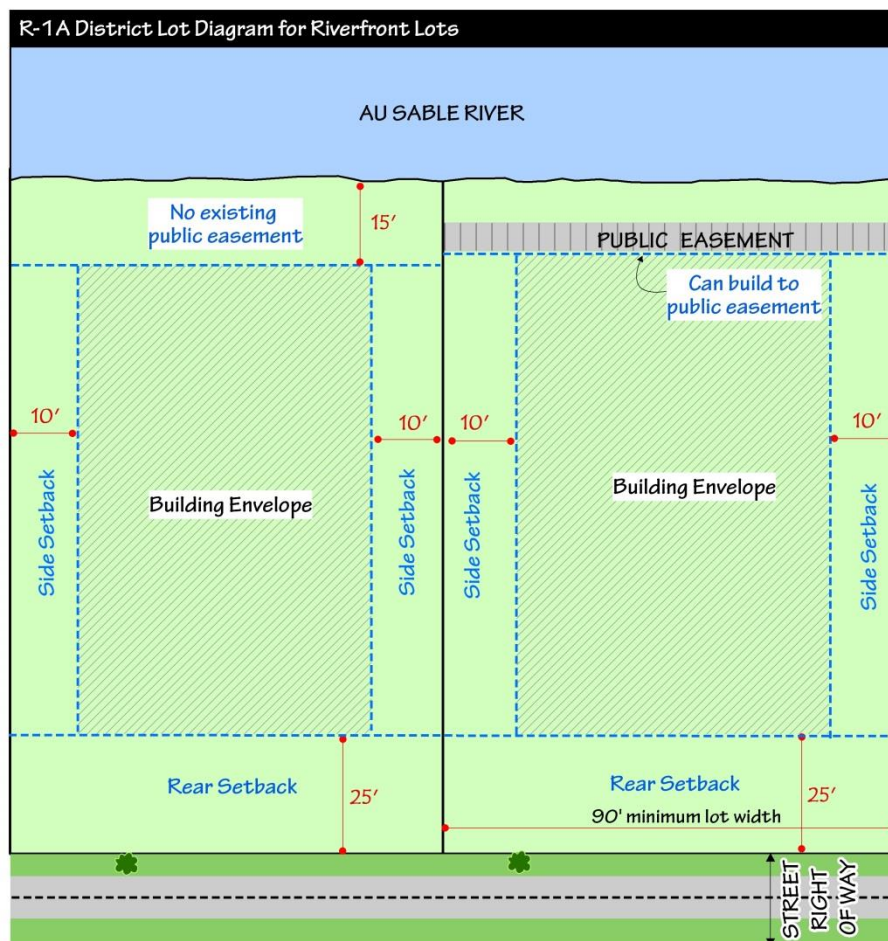 R-1A District Lot Diagram for Riverfront Lots
AU SABLE RIVER
No existing
public easement
15'
PUBLIC EASEMENT
Can build to
public easement
10'
10'
10'
10'
Side Setback
Building Envelope
Side Setback
Side Setback
Building Envelope
Side Setback
Rear Setback
25'
Rear Setback
25'
90' minimum lot width
STREET
RIGHT
OF WAY